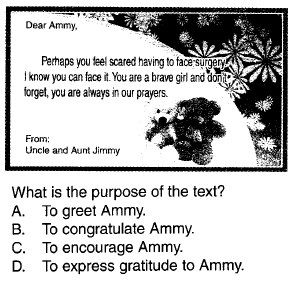 Dear Ammy,
Perhaps you feel scared having to face surgery.
I know you can face it. You are a brave girl and don't
forget, you are always in our prayers.
From:
Uncle and Aunt Jimmy
What is the purpose of the text?
A. To greet Ammy.
B. To congratulate Ammy.
C. To encourage Ammy.
D. To express gratitude to Ammy.